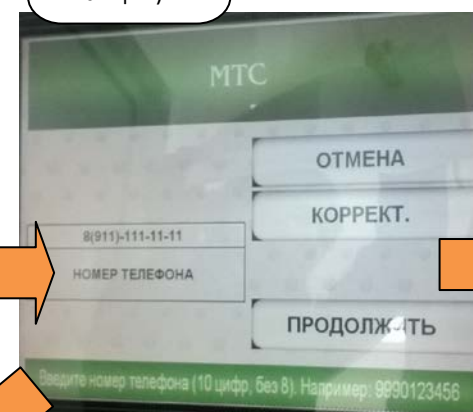 МТС
ОТМЕНА
КОРРЕКТ.
8(911)-111-11-11
НОМЕР ТЕЛЕФОНА
ПРОДОЛЖИТЬ
Введите номер телефона (10 цифр, без 8). Например: 9990123456